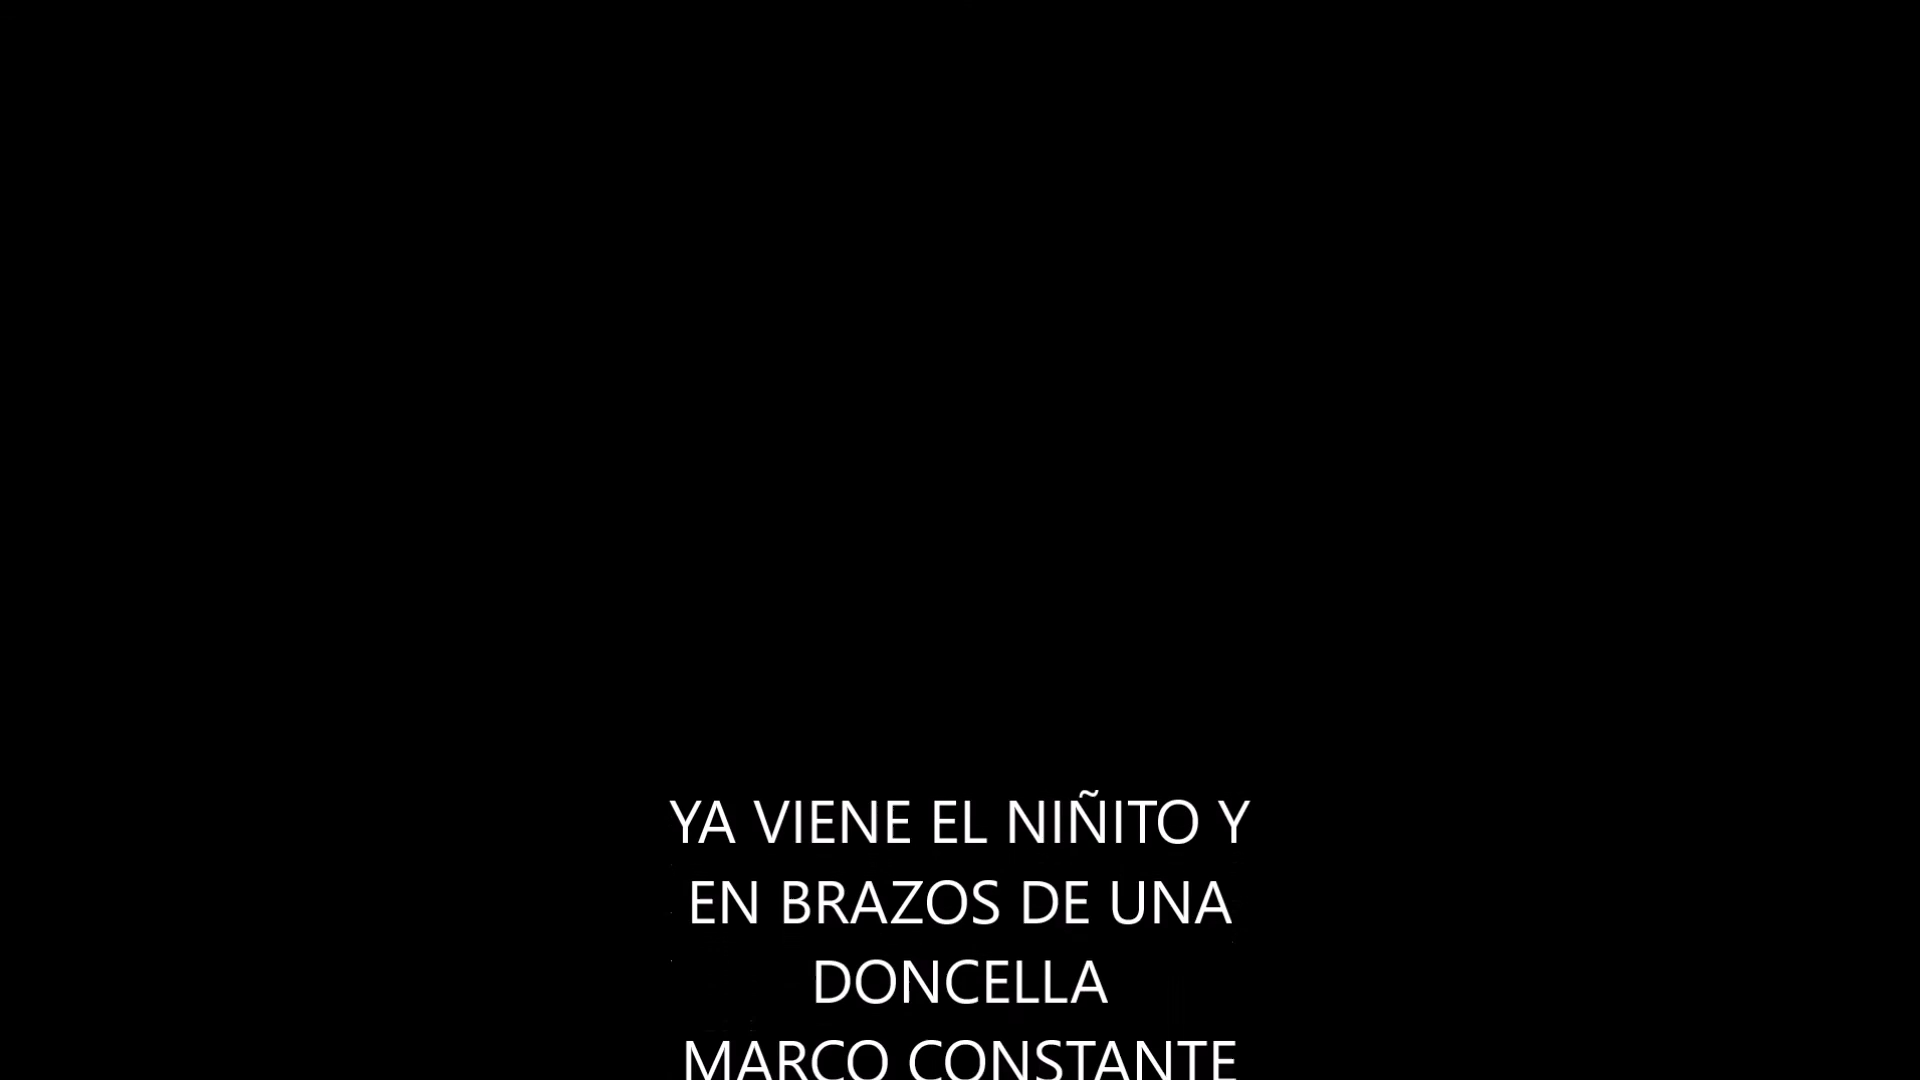 YA VIENE EL NIÑITO Y
EN BRAZOS DE UNA
DONCELLA
MARCO CONSTANTE